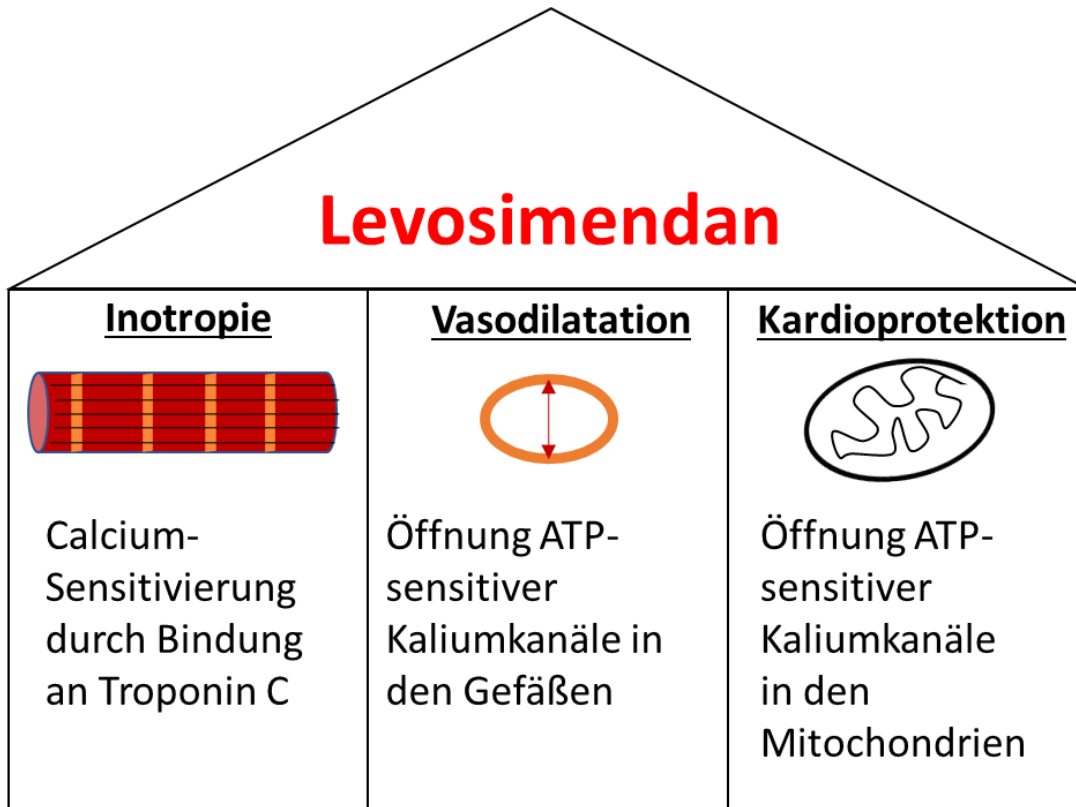 Levosimendan
Inotropie
Calcium-
Sensitivierung
durch Bindung
an Troponin C
Vasodilatation
Öffnung ATP-
sensitiver
Kaliumkanäle in
den Gefäßen
Kardioprotektion
Öffnung ATP-
sensitiver
Kaliumkanäle
in den
Mitochondrien